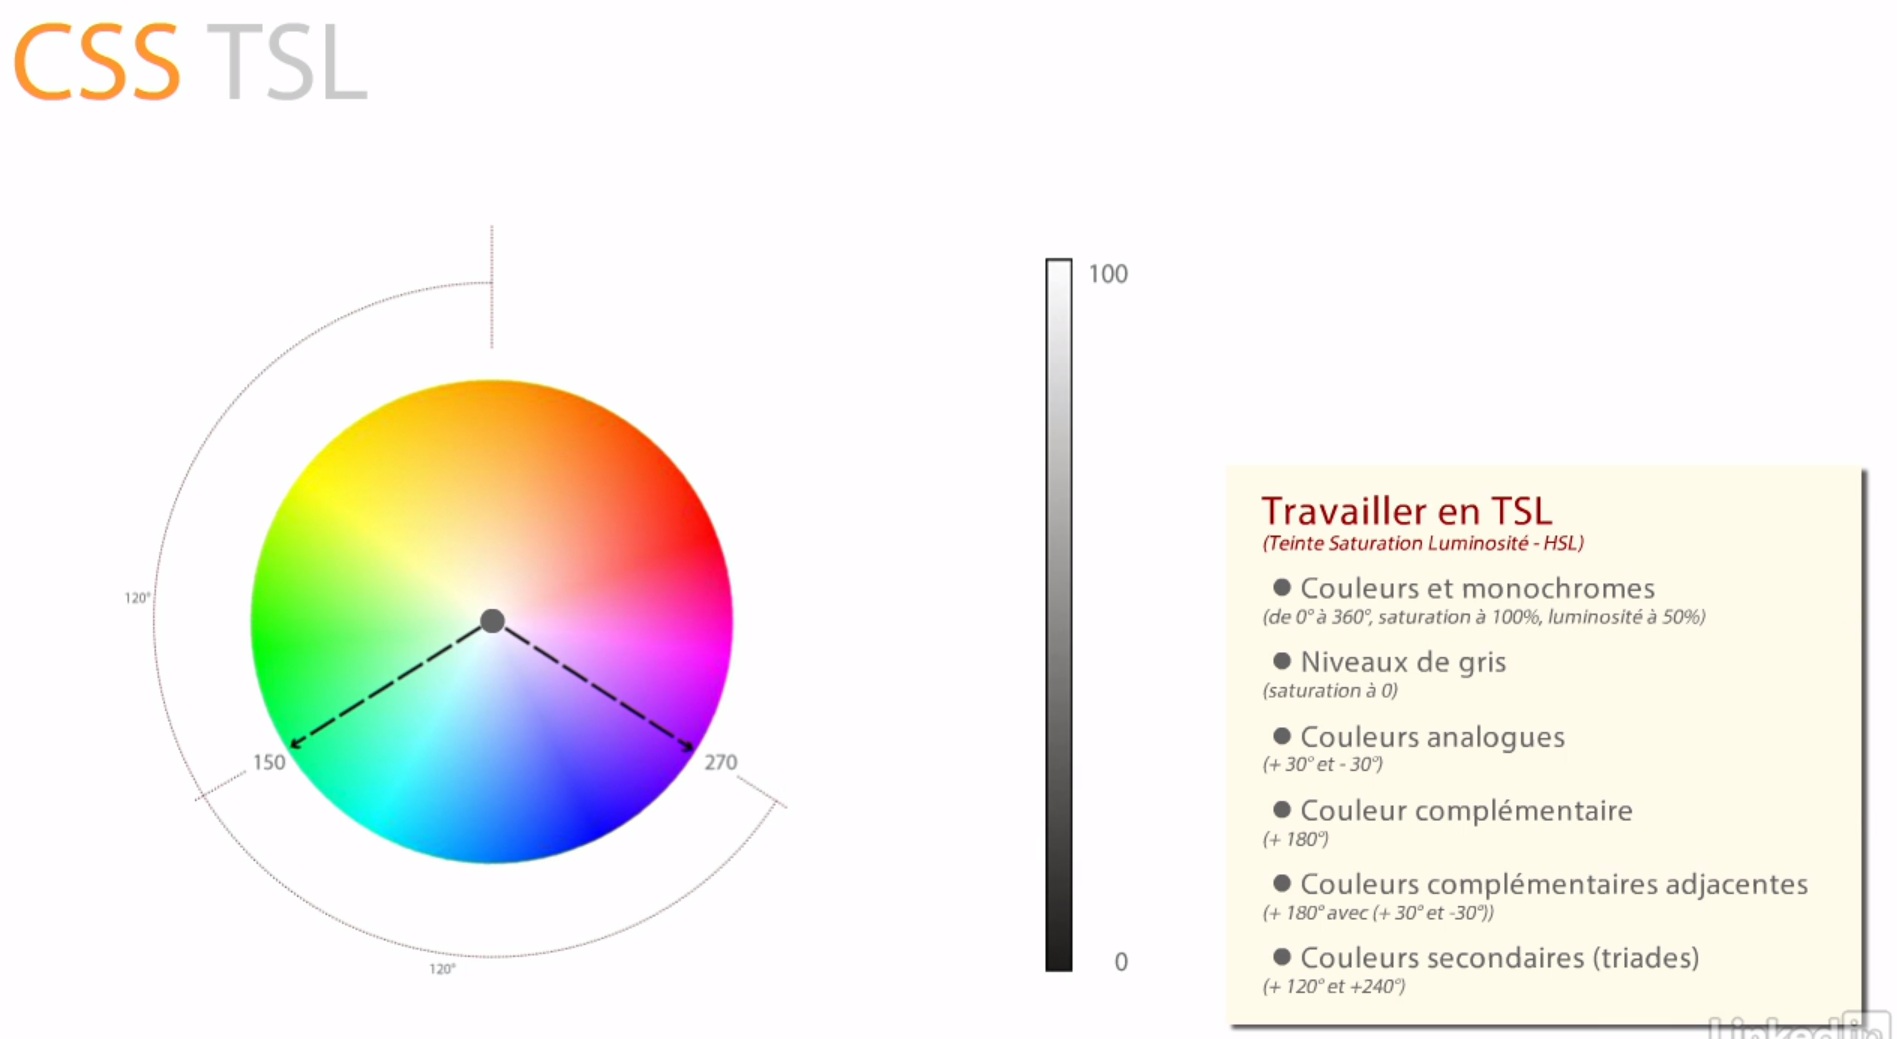 CSS TSL
100
120°
150
270
0
120°
Travailler en TSL
(Teinte Saturation Luminosité - HSL)
● Couleurs et monochromes
(de 0° à 360°, saturation à 100%, luminosité à 50%)
● Niveaux de gris
(saturation à 0)
● Couleurs analogues
(+ 30° et - 30°)
● Couleur complémentaire
(+ 180°)
● Couleurs complémentaires adjacentes
(+ 180° avec (+ 30° et -30°))
● Couleurs secondaires (triades)
(+ 120° et +240°)
Linkedin